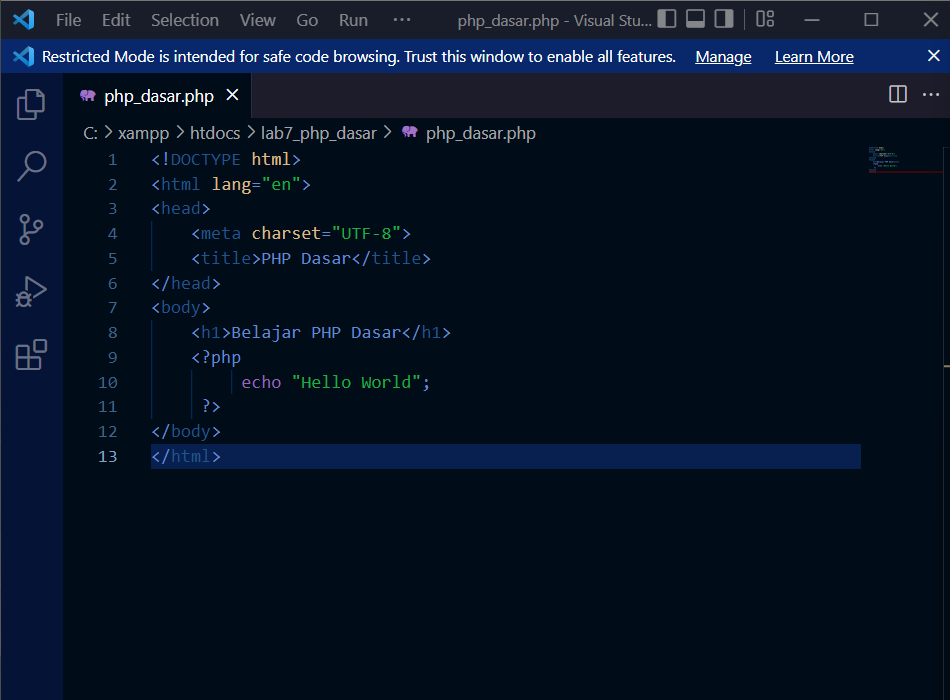 File Edit Selection View Go Run ··· php_dasar.php - Visual Stu...
Restricted Mode is intended for safe code browsing. Trust this window to enable all features. Manage Learn More
php_dasar.php
C: > xampp > htdocs > lab7_php_dasar > php_dasar.php
1 <!DOCTYPE html>
2 <html lang="en">
3 <head>
4     <meta charset="UTF-8">
5     <title>PHP Dasar</title>
6 </head>
7 <body>
8     <h1>Belajar PHP Dasar</h1>
9     <?php
10         echo "Hello World";
11      ?>
12 </body>
13 </html>